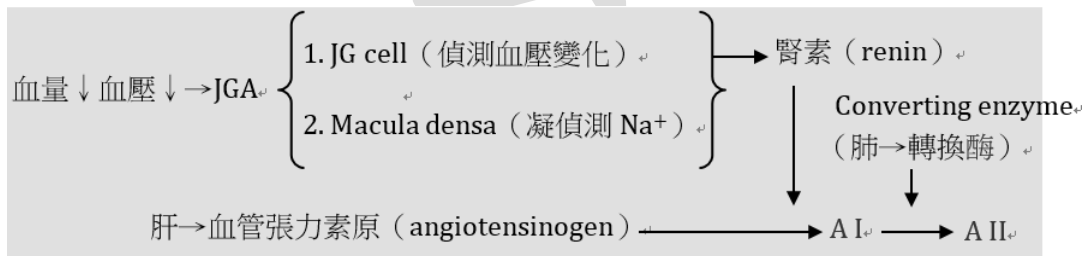 1. JG cell（偵測血壓變化）
血量↓血壓↓→JGA
2. Macula densa（凝偵測 Na⁺）
腎素（renin）
Converting enzyme
（肺→轉換酶）
肝→血管張力素原（angiotensinogen）
A I
A II